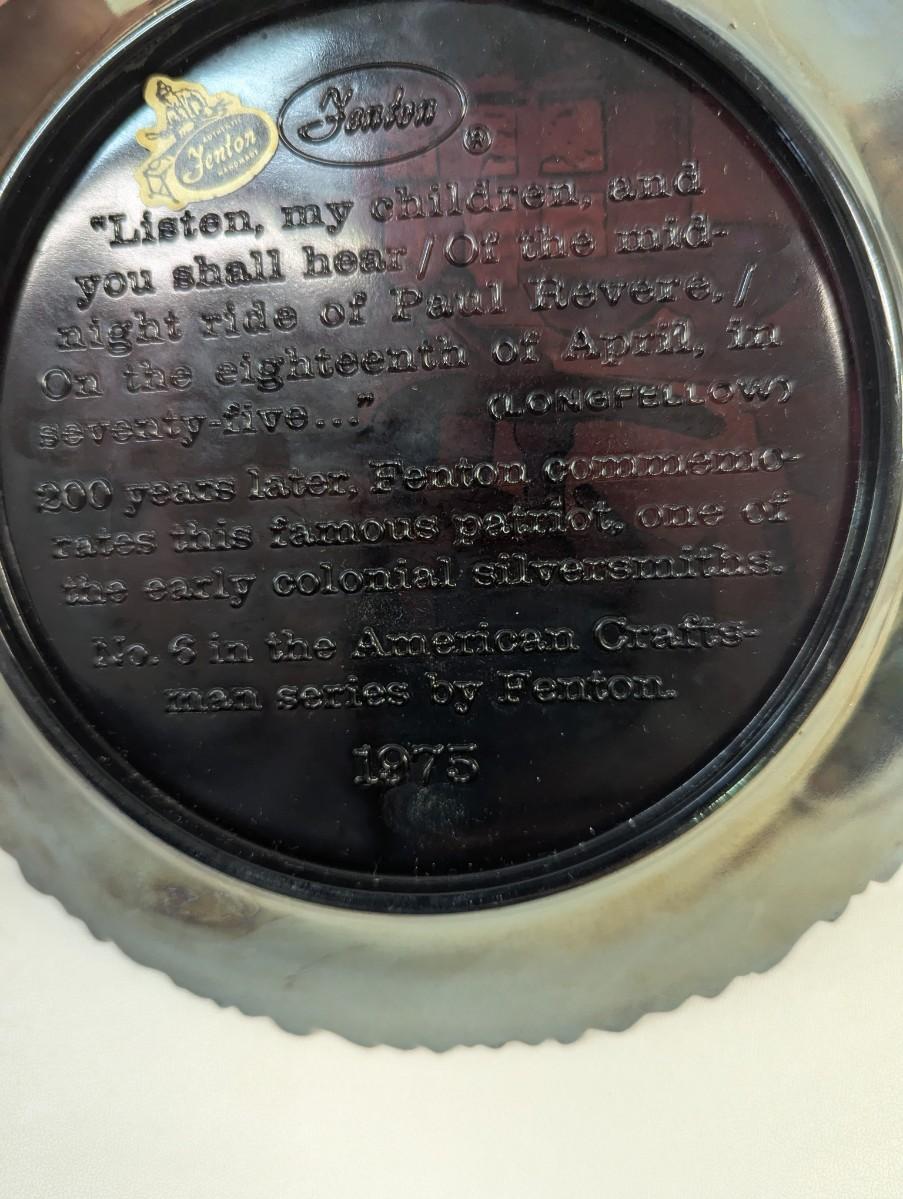 AUTHENTIC
Fenton
HANDMADE
Fenton
®
"Listen, my children, and
you shall hear / Of the mid-
night ride of Paul Revere, /
On the eighteenth of April, in
seventy-five..." (LONGFELLOW)
200 years later, Fenton commemo-
rates this famous patriot, one of
the early colonial silversmiths.
No. 6 in the American Crafts-
man series by Fenton.
1975